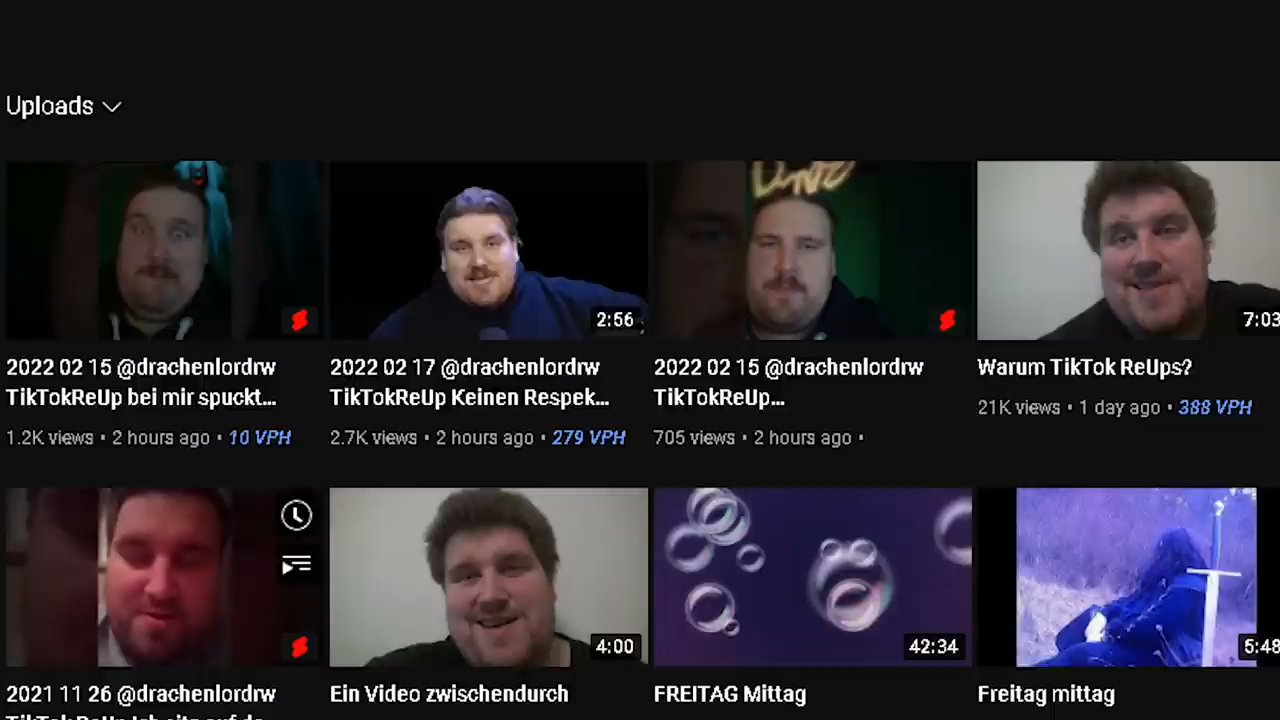 Uploads
2:56
7:03
2022 02 15 @drachenlordrw
TikTokReUp bei mir spuckt...
1.2K views • 2 hours ago • 10 VPH
2022 02 17 @drachenlordrw
TikTokReUp Keinen Respek...
2.7K views • 2 hours ago • 279 VPH
2022 02 15 @drachenlordrw
TikTokReUp...
705 views • 2 hours ago •
Warum TikTok ReUps?
21K views • 1 day ago • 388 VPH
4:00
42:34
5:48
2021 11 26 @drachenlordrw
Ein Video zwischendurch
FREITAG Mittag
Freitag mittag